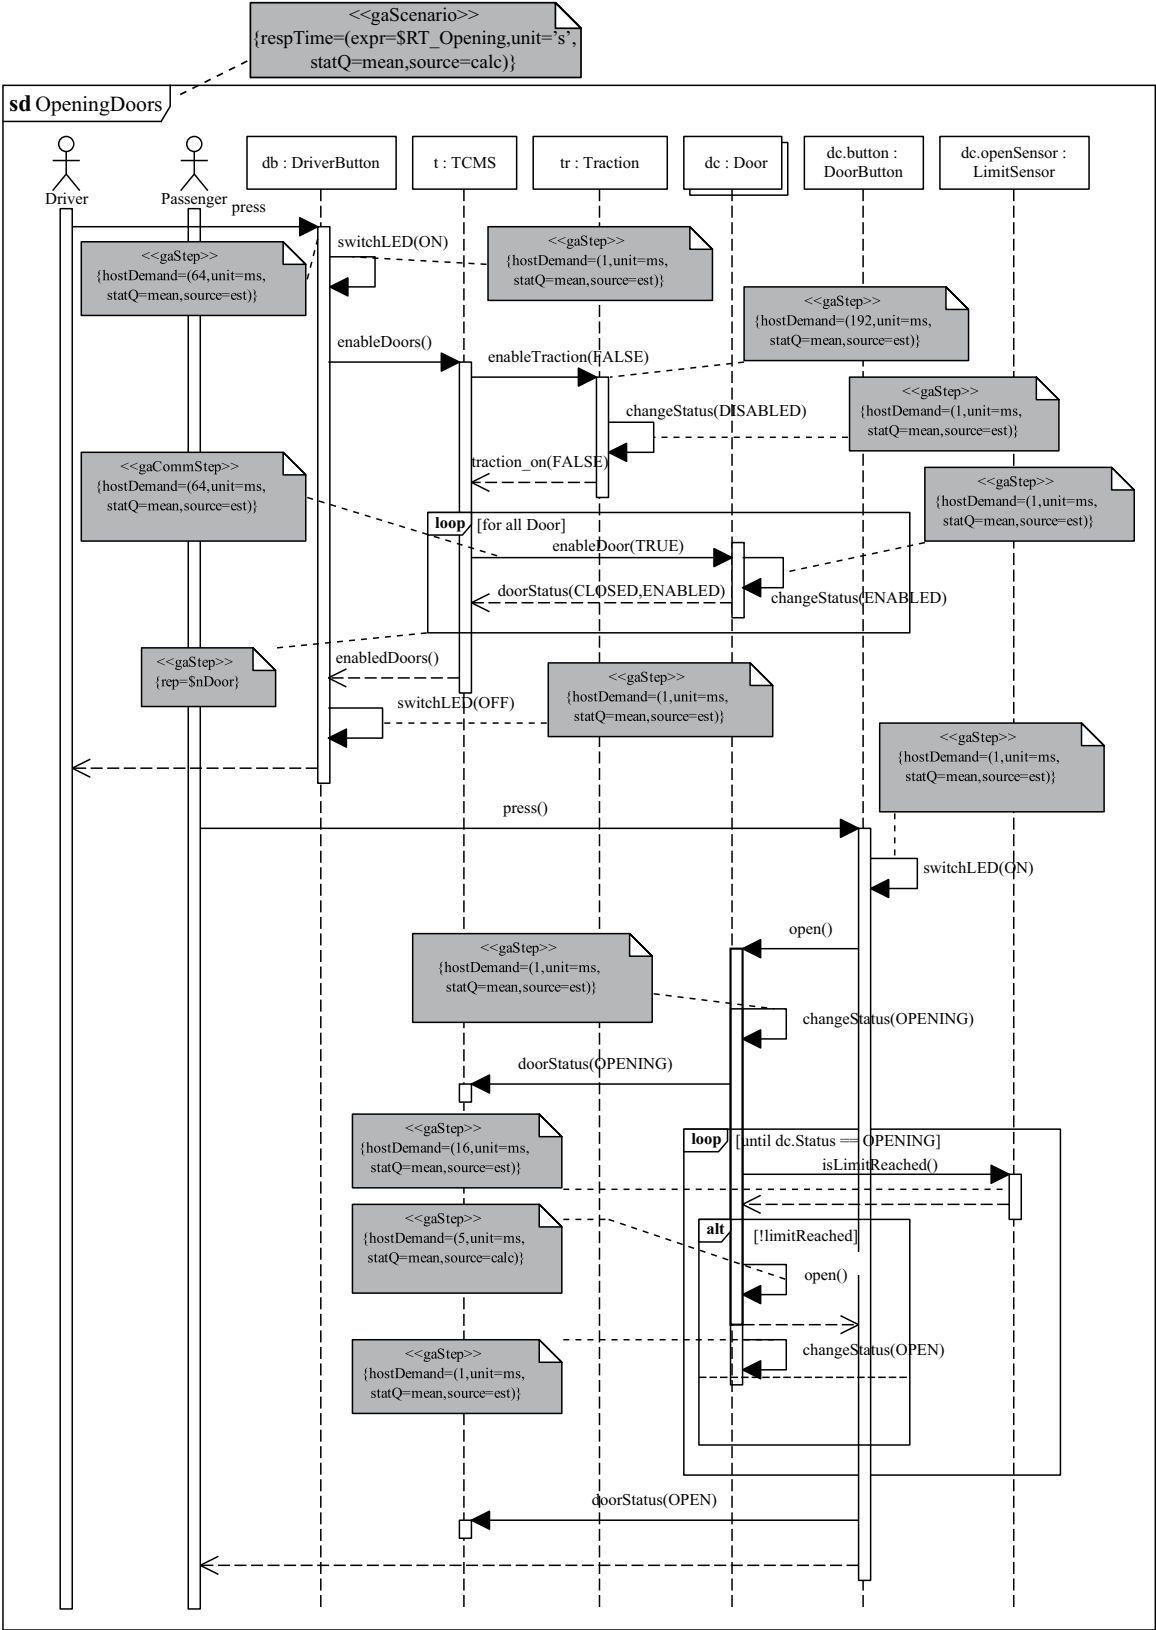 <<gaScenario>>
{respTime=(expr=$RT_Opening,unit='s',
statQ=mean,source=calc)}
sd OpeningDoors
Driver
Passenger
db : DriverButton
t : TCMS
tr : Traction
dc : Door
dc.button :
DoorButton
dc.openSensor :
LimitSensor
press
<<gaStep>>
{hostDemand=(64,unit=ms,
statQ=mean,source=est)}
switchLED(ON)
<<gaStep>>
{hostDemand=(1,unit=ms,
statQ=mean,source=est)}
<<gaStep>>
{hostDemand=(192,unit=ms,
statQ=mean,source=est)}
enableDoors()
enableTraction(FALSE)
<<gaStep>>
{hostDemand=(1,unit=ms,
statQ=mean,source=est)}
changeStatus(DISABLED)
<<gaCommStep>>
{hostDemand=(64,unit=ms,
statQ=mean,source=est)}
traction_on(FALSE)
<<gaStep>>
{hostDemand=(1,unit=ms,
statQ=mean,source=est)}
loop
[for all Door]
enableDoor(TRUE)
doorStatus(CLOSED,ENABLED)
changeStatus(ENABLED)
<<gaStep>>
{rep=$nDoor}
enabledDoors()
<<gaStep>>
{hostDemand=(1,unit=ms,
statQ=mean,source=est)}
switchLED(OFF)
<<gaStep>>
{hostDemand=(1,unit=ms,
statQ=mean,source=est)}
press()
switchLED(ON)
open()
<<gaStep>>
{hostDemand=(1,unit=ms,
statQ=mean,source=est)}
changeStatus(OPENING)
doorStatus(OPENING)
<<gaStep>>
{hostDemand=(16,unit=ms,
statQ=mean,source=est)}
loop
[until dc.Status == OPENING]
isLimitReached()
<<gaStep>>
{hostDemand=(5,unit=ms,
statQ=mean,source=calc)}
alt
[!limitReached]
open()
<<gaStep>>
{hostDemand=(1,unit=ms,
statQ=mean,source=est)}
changeStatus(OPEN)
doorStatus(OPEN)